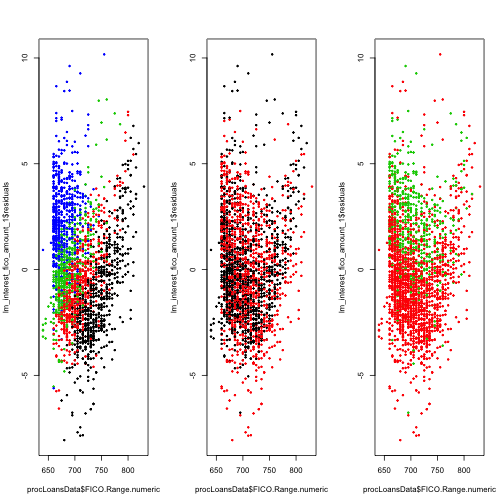 lm_interest_fico_amount_1$residuals
10
5
0
-5
650 700 750 800
procLoansData$FICO.Range.numeric
lm_interest_fico_amount_1$residuals
10
5
0
-5
650 700 750 800
procLoansData$FICO.Range.numeric
lm_interest_fico_amount_1$residuals
10
5
0
-5
650 700 750 800
procLoansData$FICO.Range.numeric